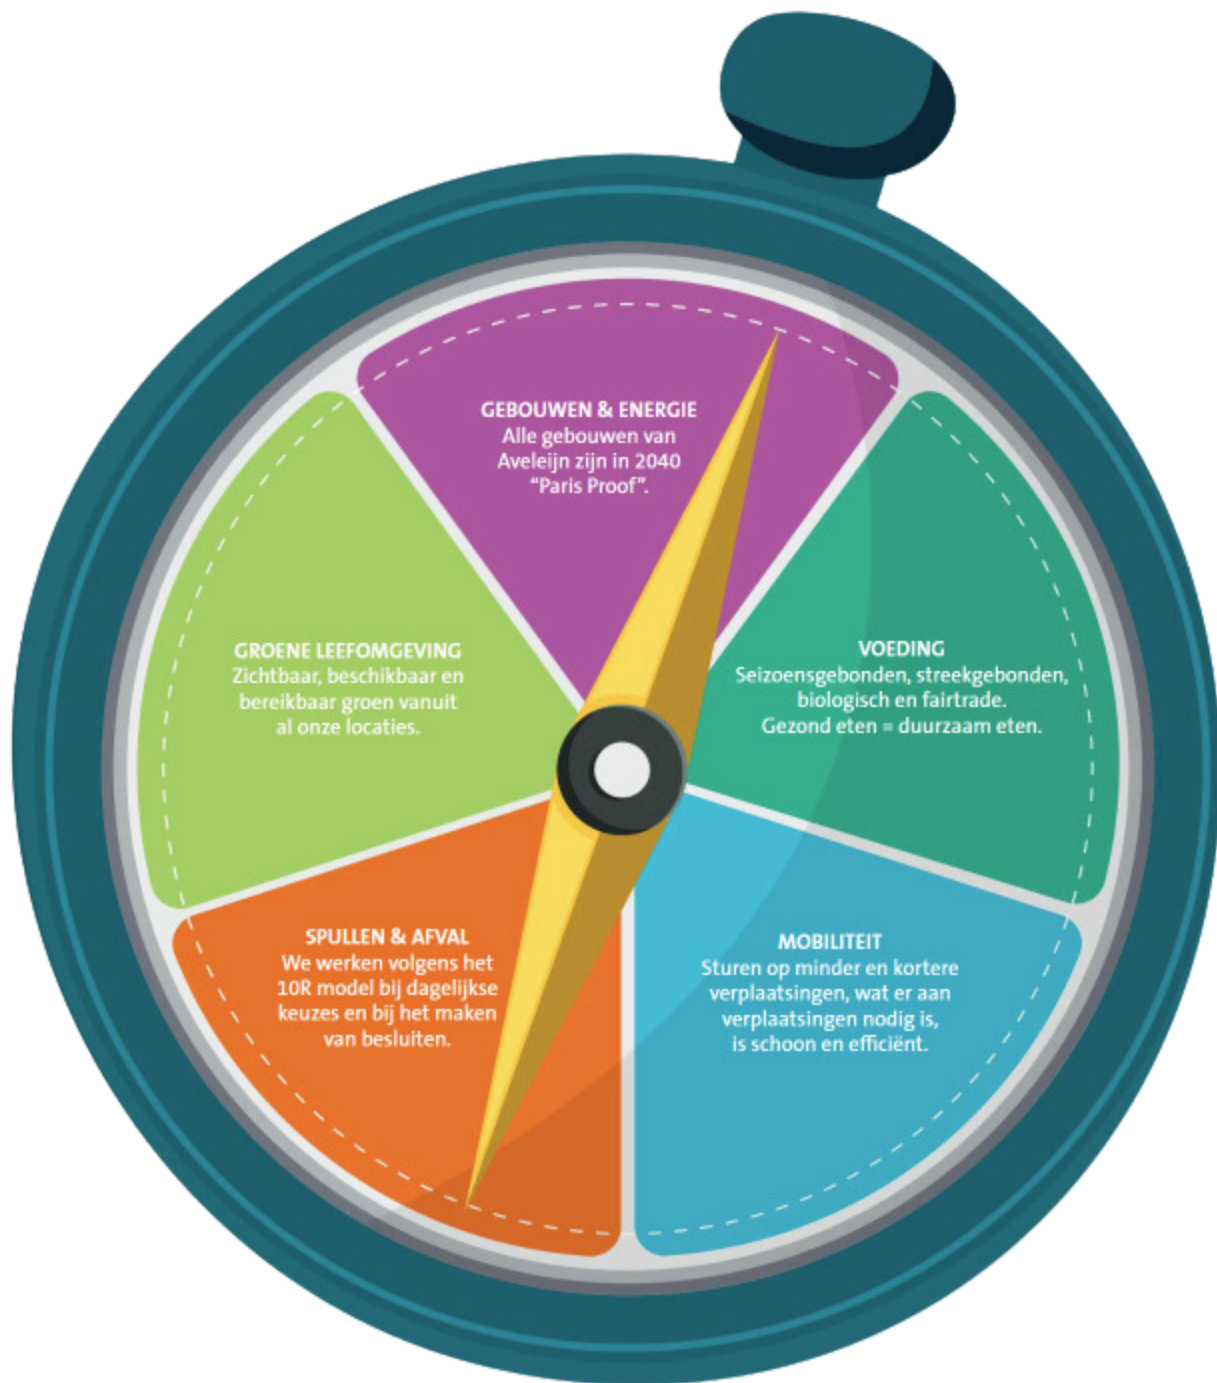 GEBOUWEN & ENERGIE
Alle gebouwen van
Aveleijn zijn in 2040
“Paris Proof”.
VOEDING
Seizoensgebonden, streekgebonden,
biologisch en fairtrade.
Gezond eten = duurzaam eten.
MOBILITEIT
Sturen op minder en kortere
verplaatsingen, wat er aan
verplaatsingen nodig is,
is schoon en efficiënt.
SPULLEN & AFVAL
We werken volgens het
10R model bij dagelijkse
keuzes en bij het maken
van besluiten.
GROENE LEEFOMGEVING
Zichtbaar, beschikbaar en
bereikbaar groen vanuit
al onze locaties.